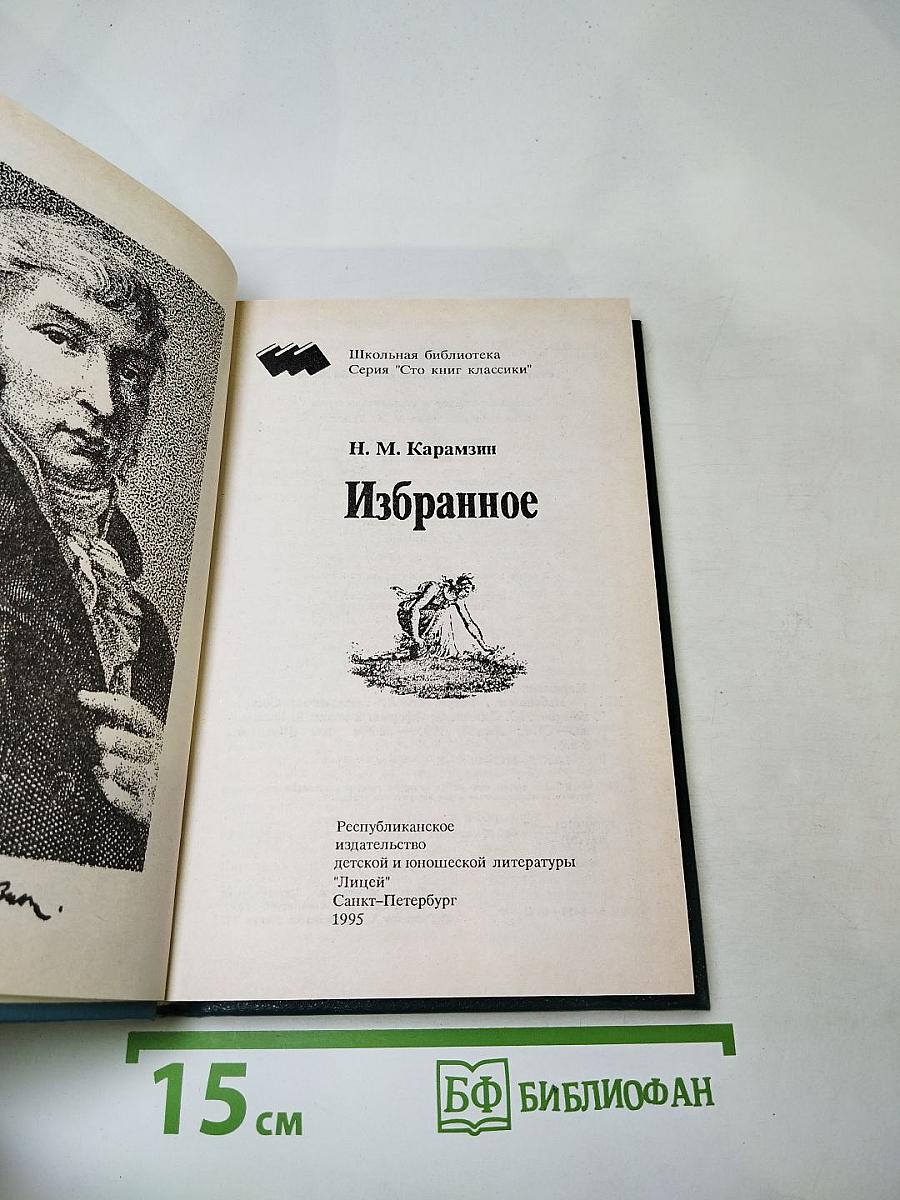 Школьная библиотека
Серия "Сто книг классики"
Н. М. Карамзин
Избранное
Республиканское
издательство
детской и юношеской литературы
"Лицей"
Санкт–Петербург
1995
15 см
БФ БИБЛИОФАН